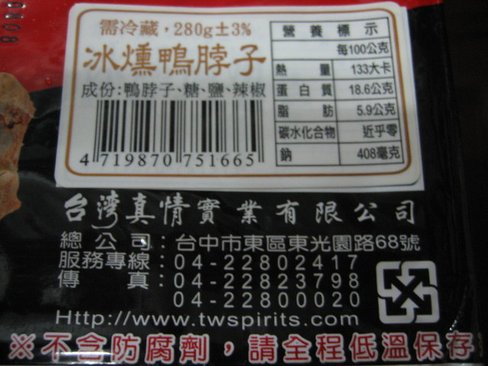 需冷藏,280g±3%
冰燻鴨脖子
成份:鴨脖子、糖、鹽、辣椒
4 719870 751665
營養標示
每100公克
熱量 133大卡
蛋白質 18.6公克
脂肪 5.9公克
碳水化合物 近乎零
鈉 408毫克
台灣真情實業有限公司
總公司:台中市東區東光園路68號
服務專線:04-22802417
傳真:04-22823798
04-22800020
Http://www.twspirits.com
※不含防腐劑,請全程低溫保存